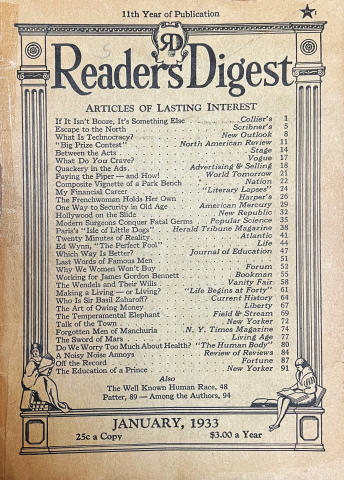 11th Year of Publication
RD
Reader's Digest
ARTICLES OF LASTING INTEREST
If It Isn't Booze, It's Something Else Collier's 1
Escape to the North Scribner's 5
What Is Technocracy? New Outlook 8
"Big Prize Contest" North American Review 11
Between the Acts Stage 14
What Do You Crave? Vogue 17
Quackery in the Ads Advertising & Selling 18
Paying the Piper — and How! World Tomorrow 21
Composite Vignette of a Park Bench Nation 22
My Financial Career "Literary Lapses" 24
The Frenchwoman Holds Her Own Harper's 26
One Way to Security in Old Age American Mercury 29
Hollywood on the Slide New Republic 32
Modern Surgeons Conquer Fatal Germs Popular Science 35
Paris's "Isle of Little Dogs" Herald Tribune Magazine 38
Twenty Minutes of Reality Atlantic 41
Ed Wynn, "The Perfect Fool" Life 44
Which Way Is Better? Journal of Education 47
Last Words of Famous Men 51
Why We Women Won't Buy Forum 52
Working for James Gordon Bennett Bookman 55
The Wendels and Their Wills Vanity Fair 58
Making a Living — or Living? "Life Begins at Forty" 61
Who Is Sir Basil Zaharoff? Current History 64
The Art of Owing Money Liberty 67
The Temperamental Elephant Field & Stream 69
Talk of the Town New Yorker 72
Forgotten Men of Manchuria N. Y. Times Magazine 74
The Sword of Mars Living Age 77
Do We Worry Too Much About Health? "The Human Body" 80
A Noisy Noise Annoys Review of Reviews 84
Off the Record Fortune 87
The Education of a Prince New Yorker 91
Also
The Well Known Human Race, 48
Patter, 89 — Among the Authors, 94
JANUARY, 1933
25c a Copy $3.00 a Year